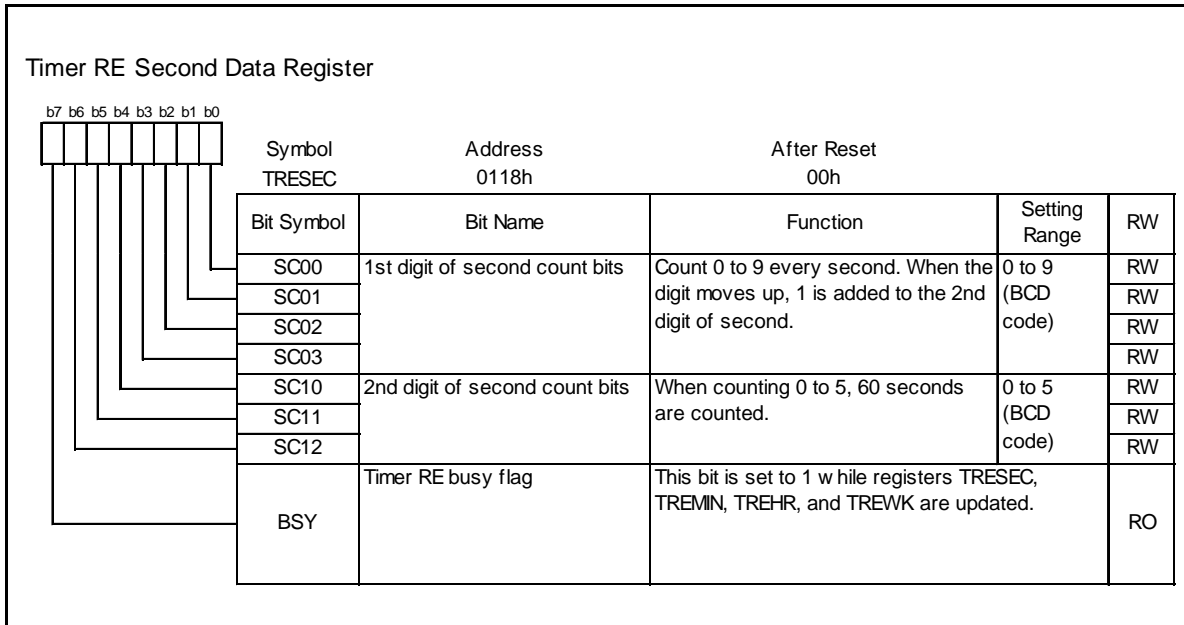 Timer RE Second Data Register
b7 b6 b5 b4 b3 b2 b1 b0
Symbol Address After Reset
TRESEC 0118h 00h
Bit Symbol Bit Name Function Setting Range RW
SC00 1st digit of second count bits Count 0 to 9 every second. When the 0 to 9 RW
SC01 digit moves up, 1 is added to the 2nd (BCD RW
SC02 digit of second. code) RW
SC03 RW
SC10 2nd digit of second count bits When counting 0 to 5, 60 seconds 0 to 5 RW
SC11 are counted. (BCD RW
SC12 code) RW
Timer RE busy flag This bit is set to 1 while registers TRESEC,
TREMIN, TREHR, and TREWK are updated.
BSY RO